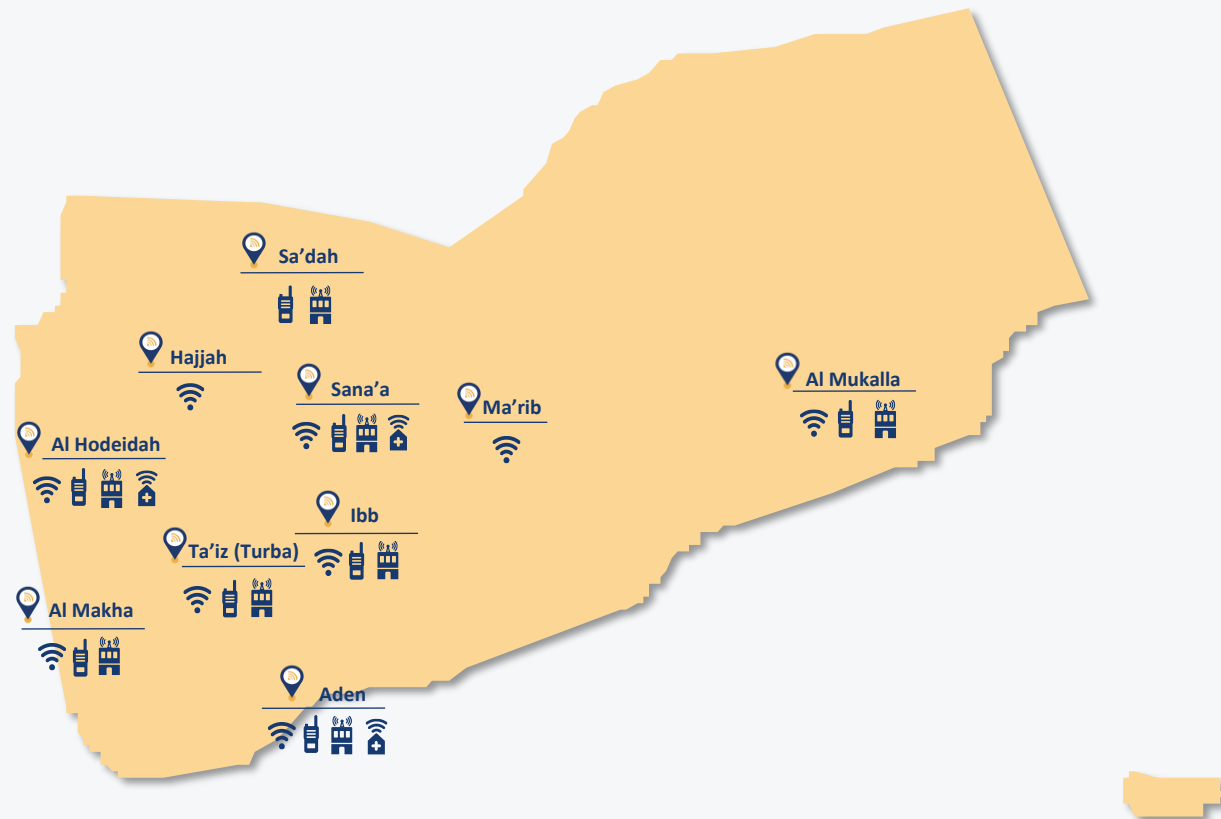 Sa’dah
Hajjah
Sana’a
Al Mukalla
Ma’rib
Al Hodeidah
Ibb
Ta’iz (Turba)
Al Makha
Aden